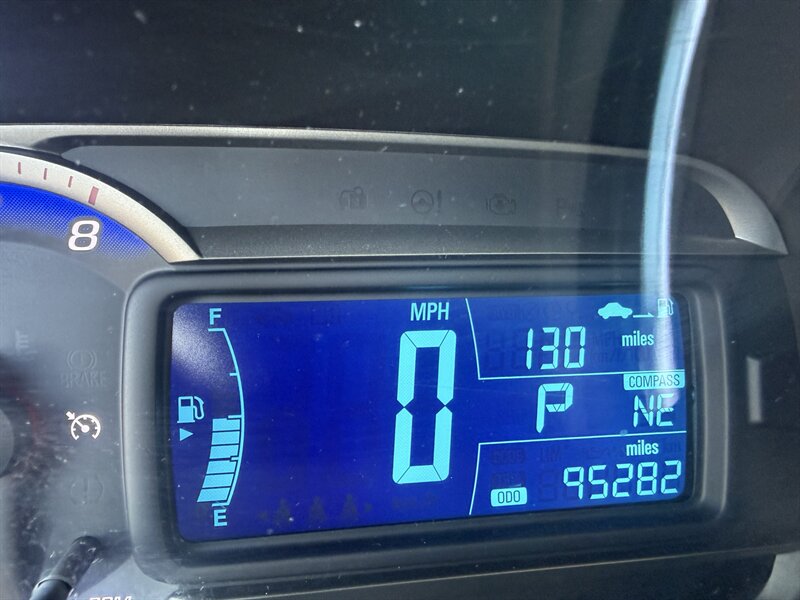 8
F
MPH
0
130
miles
COMPASS
P
NE
BRAKE
miles
ODO
95282
E